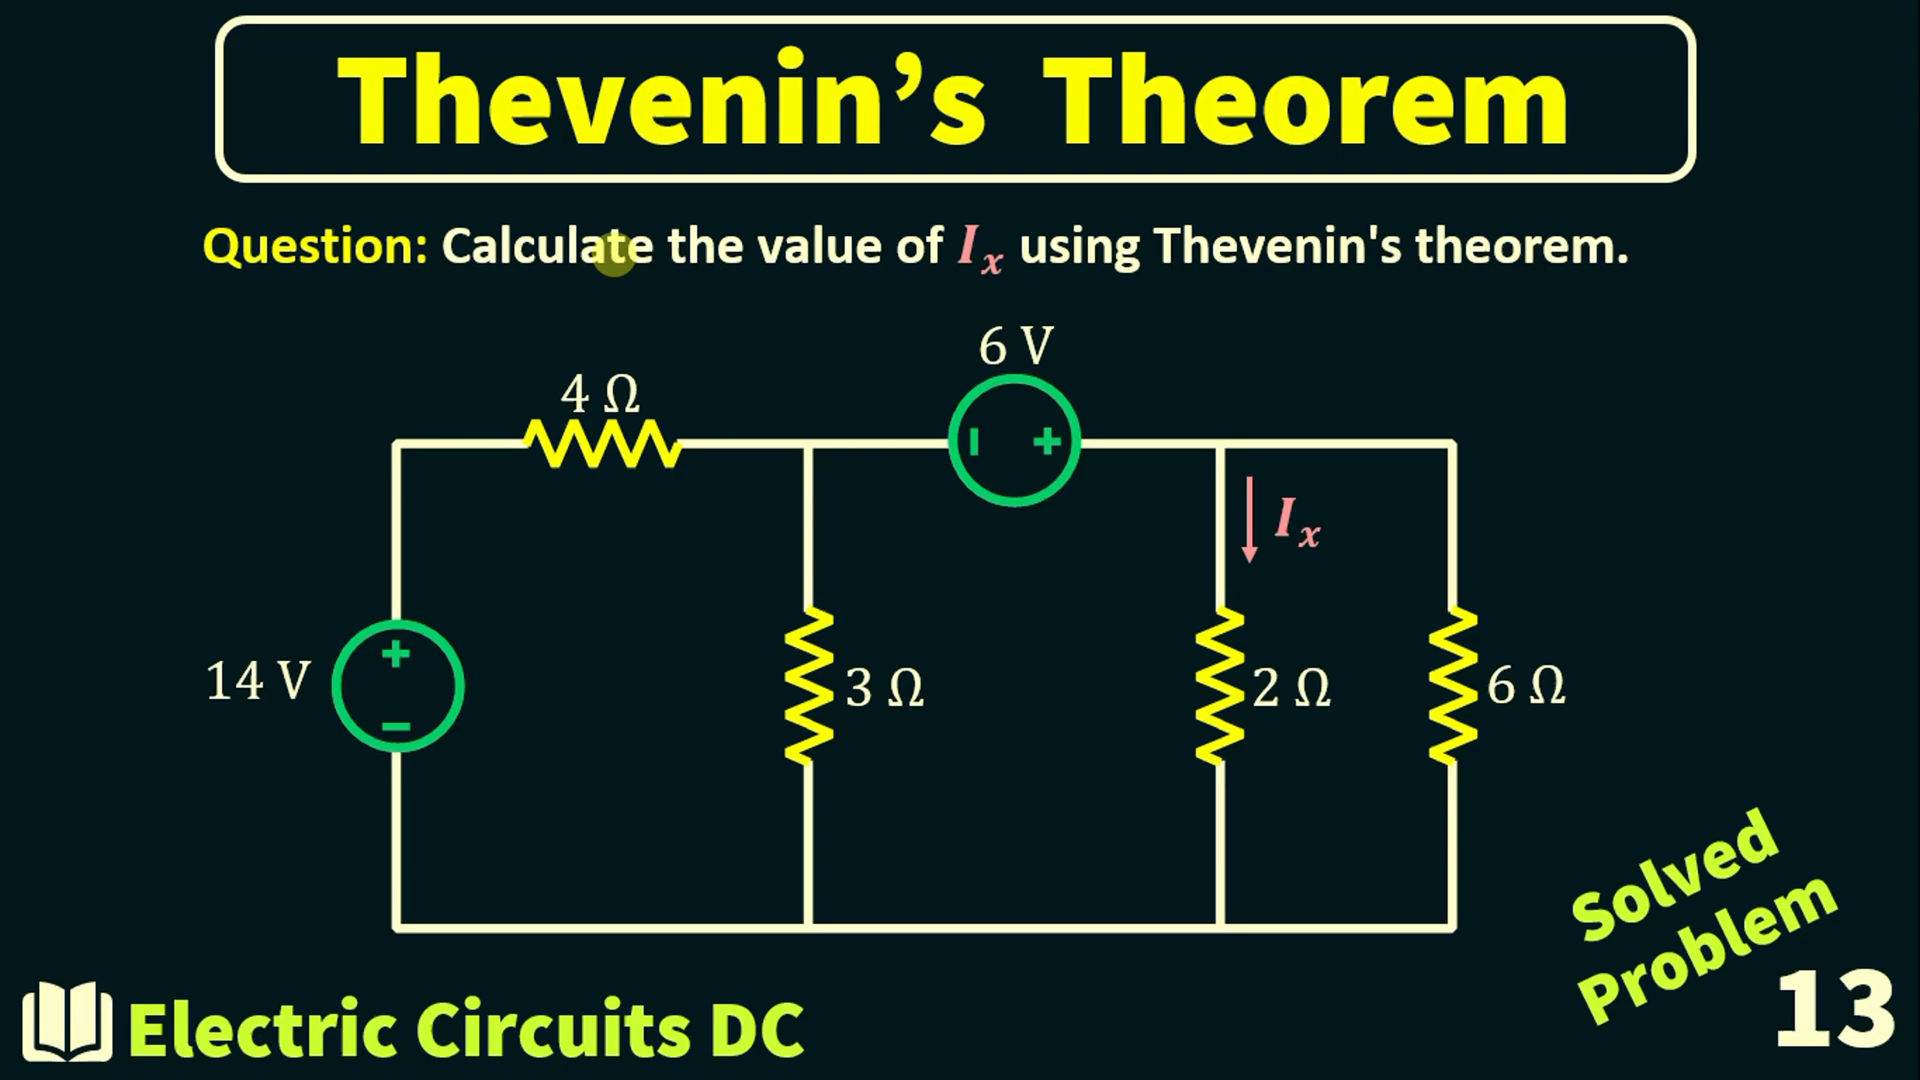 Thevenin’s Theorem
Question: Calculate the value of Iₓ using Thevenin's theorem.
6 V
4 Ω
Iₓ
14 V
3 Ω
2 Ω
6 Ω
Solved
Problem
13
Electric Circuits DC